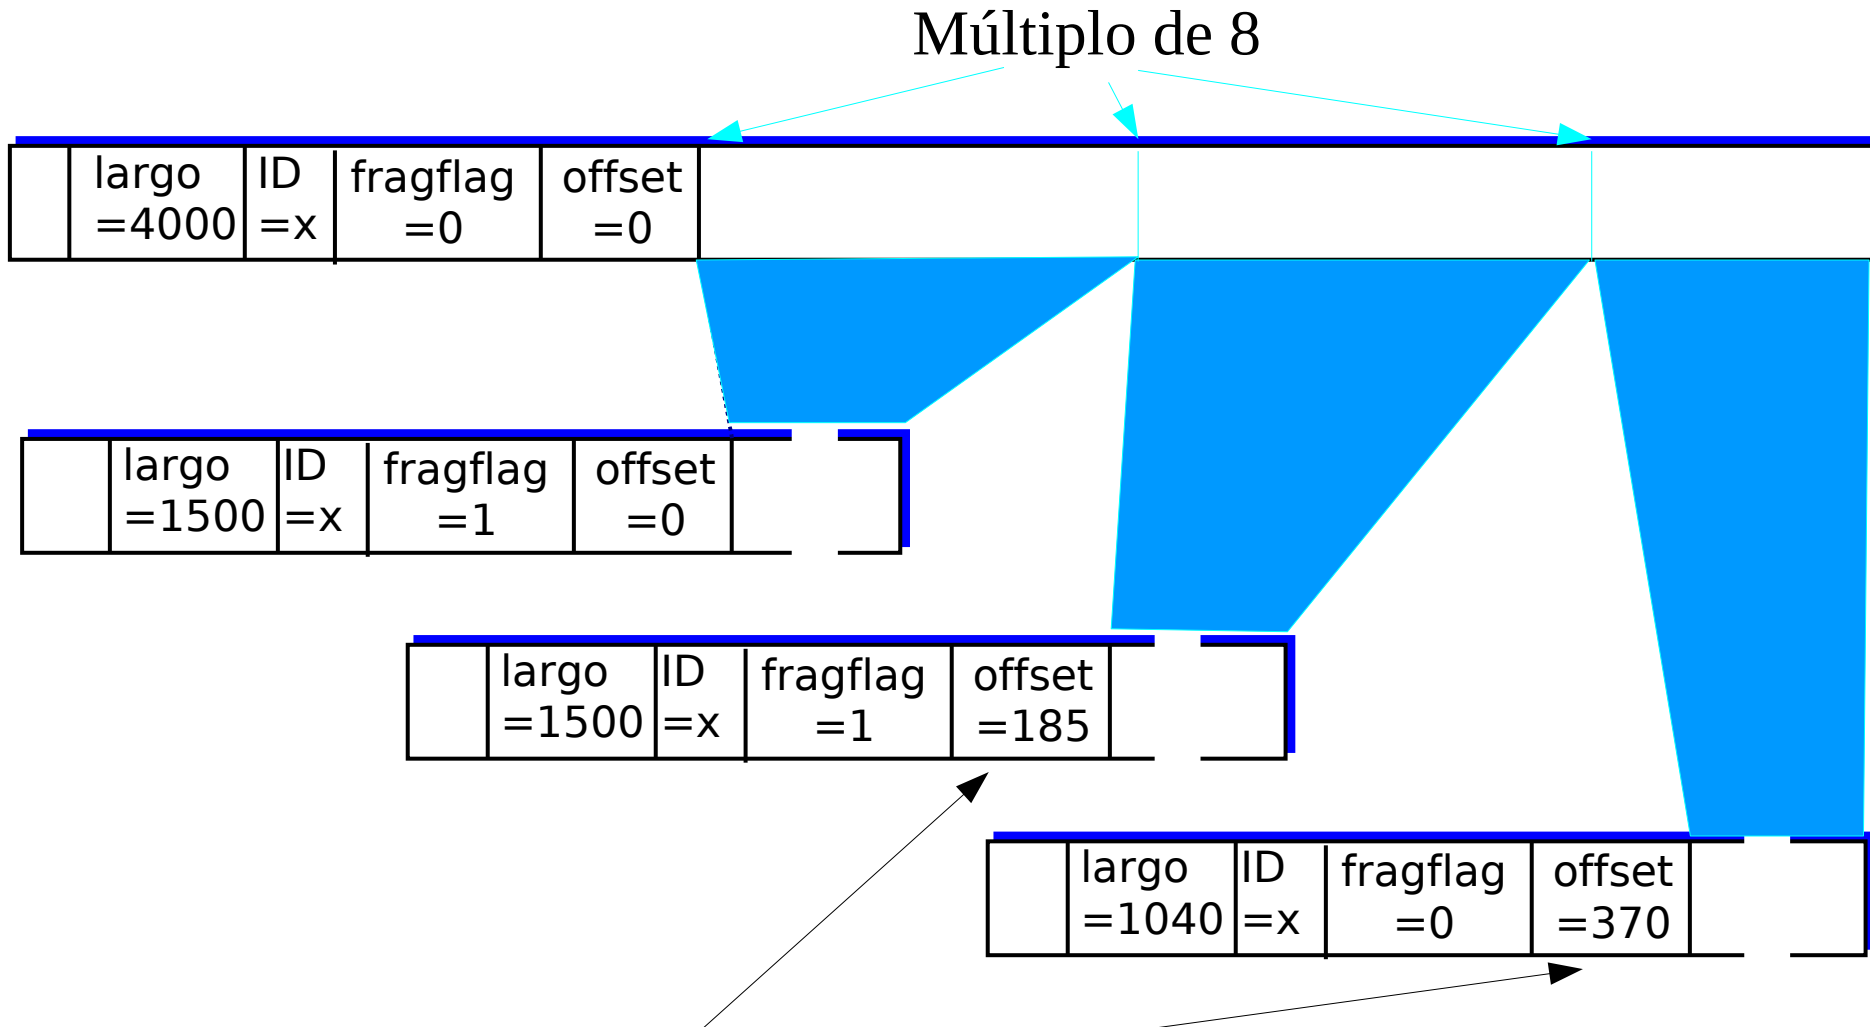 Múltiplo de 8
largo ID fragflag offset
=4000 =x =0 =0
largo ID fragflag offset
=1500 =x =1 =0
largo ID fragflag offset
=1500 =x =1 =185
largo ID fragflag offset
=1040 =x =0 =370